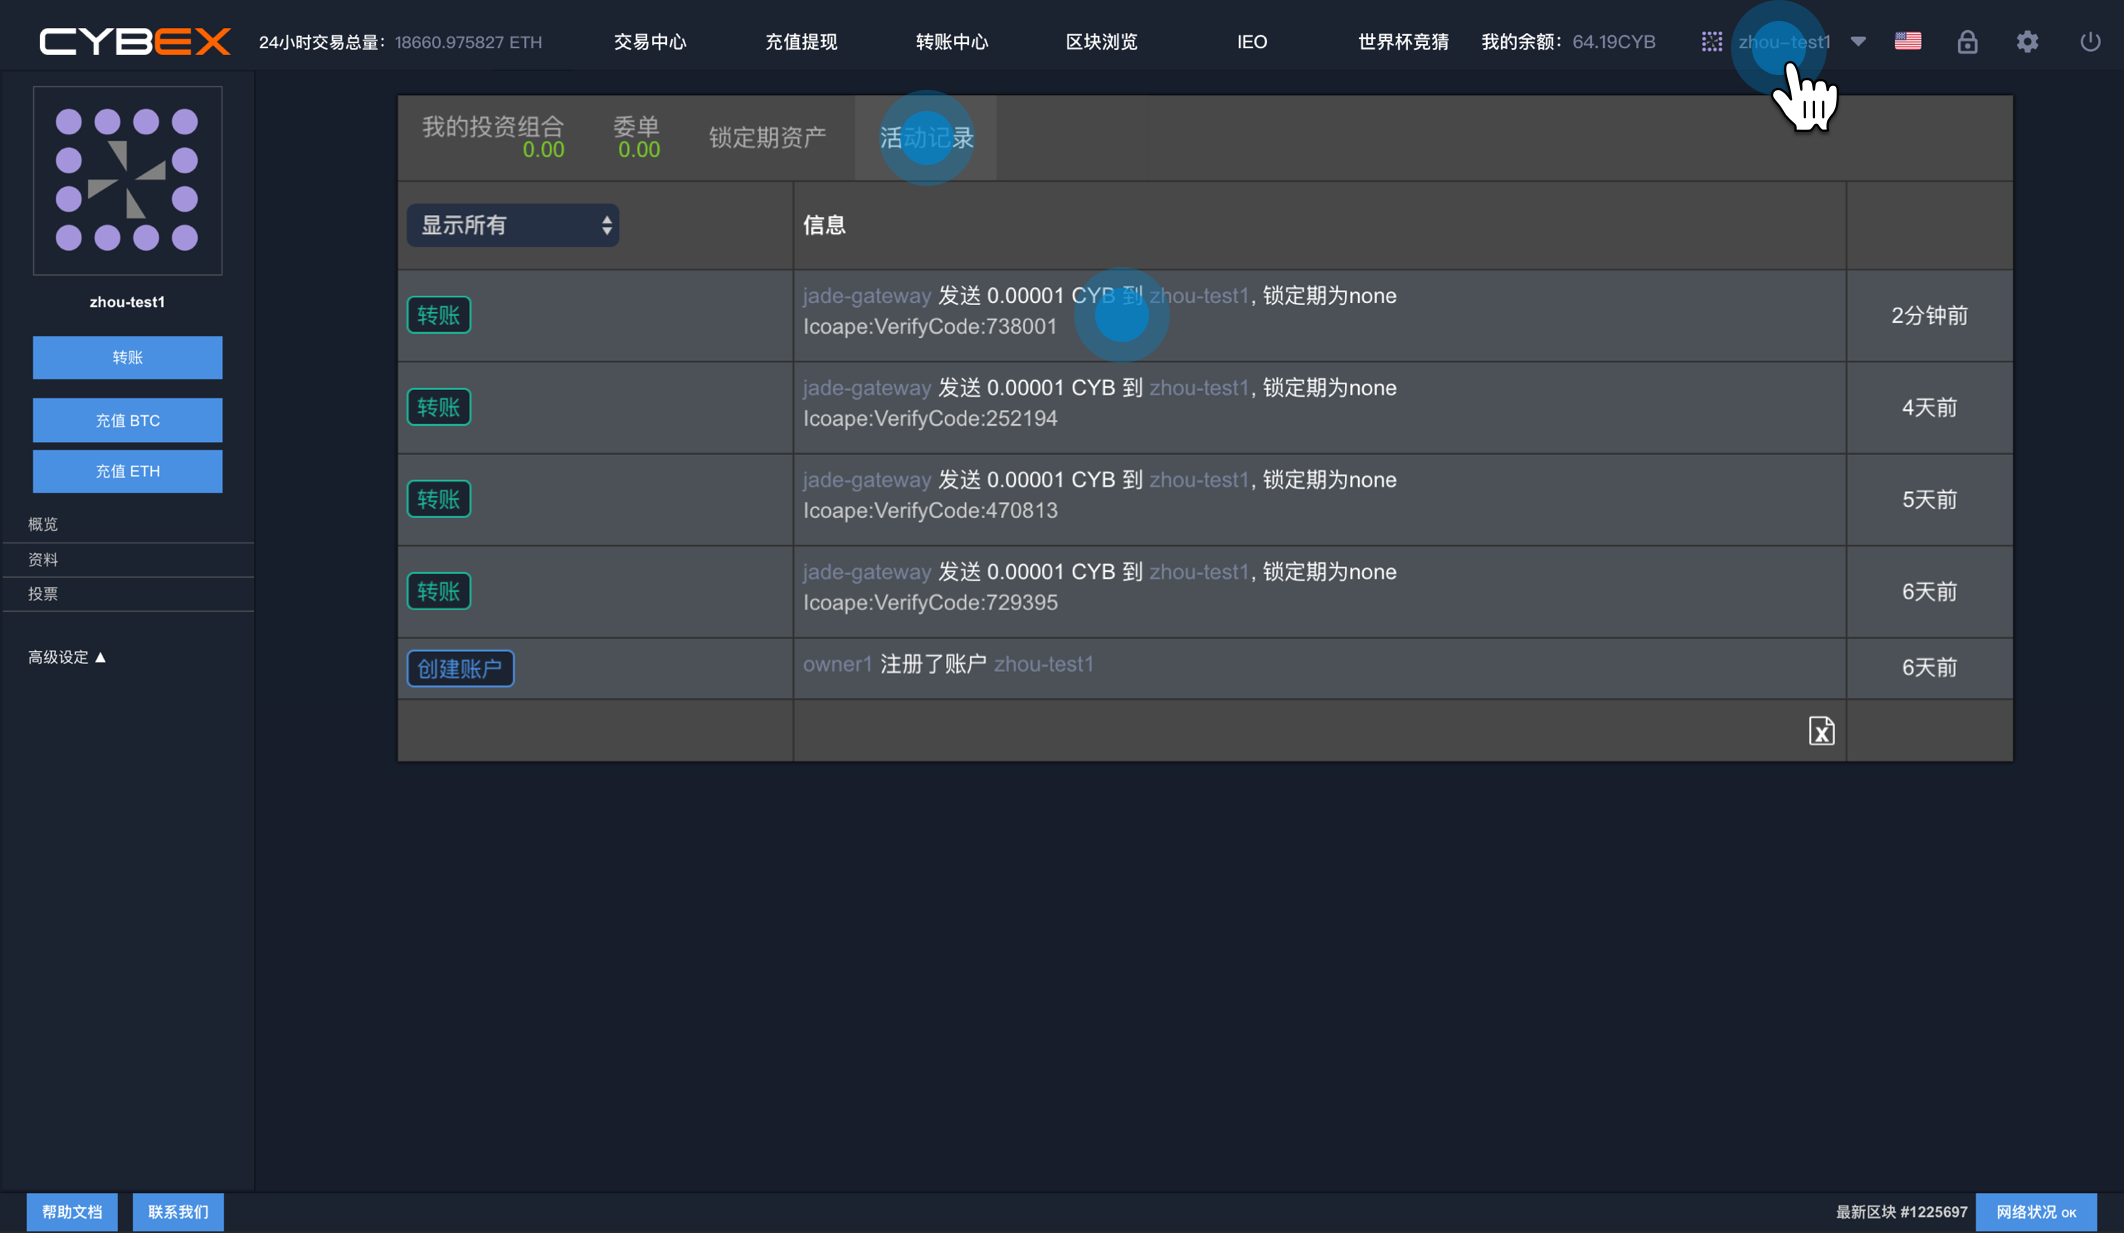 CYBEX
24小时交易总量: 18660.975827 ETH
交易中心
充值提现
转账中心
区块浏览
IEO
世界杯竞猜
我的余额: 64.19CYB
zhou-test1
zhou-test1
转账
充值 BTC
充值 ETH
概览
资料
投票
高级设定 ▲
我的投资组合
0.00
委单
0.00
锁定期资产
活动记录
显示所有
信息
转账
jade-gateway 发送 0.00001 CYB 到 zhou-test1, 锁定期为none
Icoape:VerifyCode:738001
2分钟前
转账
jade-gateway 发送 0.00001 CYB 到 zhou-test1, 锁定期为none
Icoape:VerifyCode:252194
4天前
转账
jade-gateway 发送 0.00001 CYB 到 zhou-test1, 锁定期为none
Icoape:VerifyCode:470813
5天前
转账
jade-gateway 发送 0.00001 CYB 到 zhou-test1, 锁定期为none
Icoape:VerifyCode:729395
6天前
创建账户
owner1 注册了账户 zhou-test1
6天前
帮助文档
联系我们
最新区块 #1225697
网络状况 OK